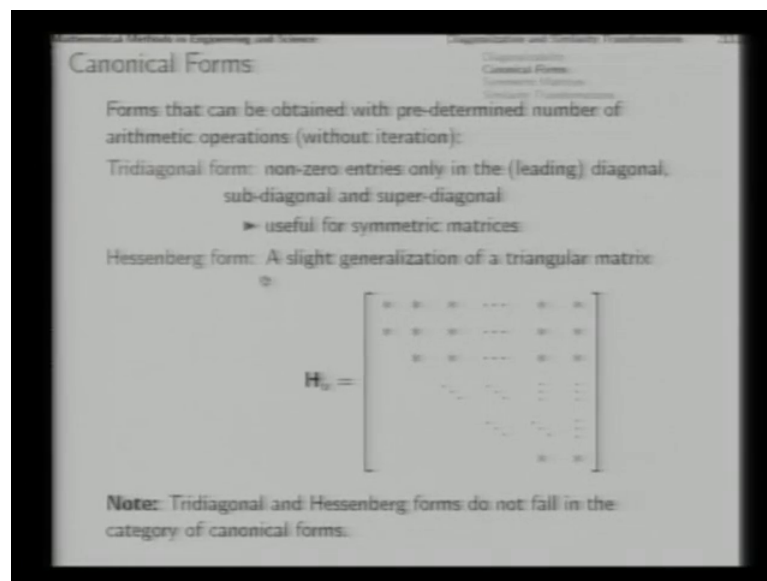 Mathematical Methods in Engineering and Science
Diagonalization and Similarity Transformations
Diagonalizability
Canonical Forms
Symmetric Matrices
Similarity Transformations
Canonical Forms
Forms that can be obtained with pre-determined number of
arithmetic operations (without iteration):
Tridiagonal form: non-zero entries only in the (leading) diagonal,
sub-diagonal and super-diagonal
► useful for symmetric matrices
Hessenberg form: A slight generalization of a triangular matrix
* * * ··· * *
* * * ··· * *
* * ··· * *
Hᵤ = ⋱ ⋱ ⋮ ⋮
⋱ ⋱ ⋮
* *
Note: Tridiagonal and Hessenberg forms do not fall in the
category of canonical forms.